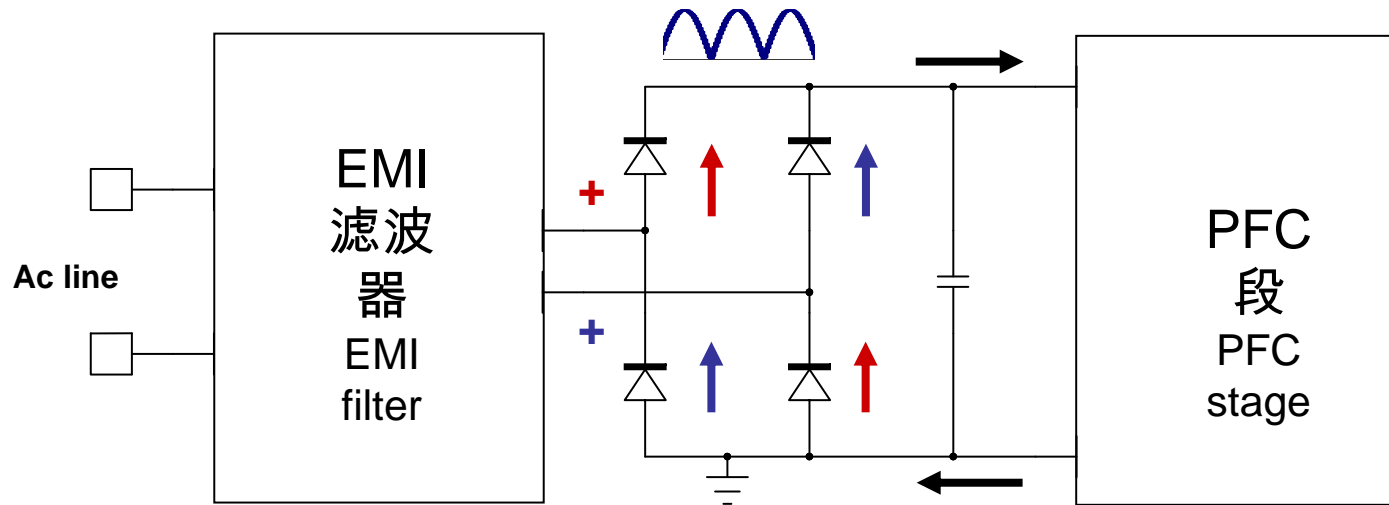 Ac line
EMI
滤波
器
EMI
filter
+
+
PFC
段
PFC
stage